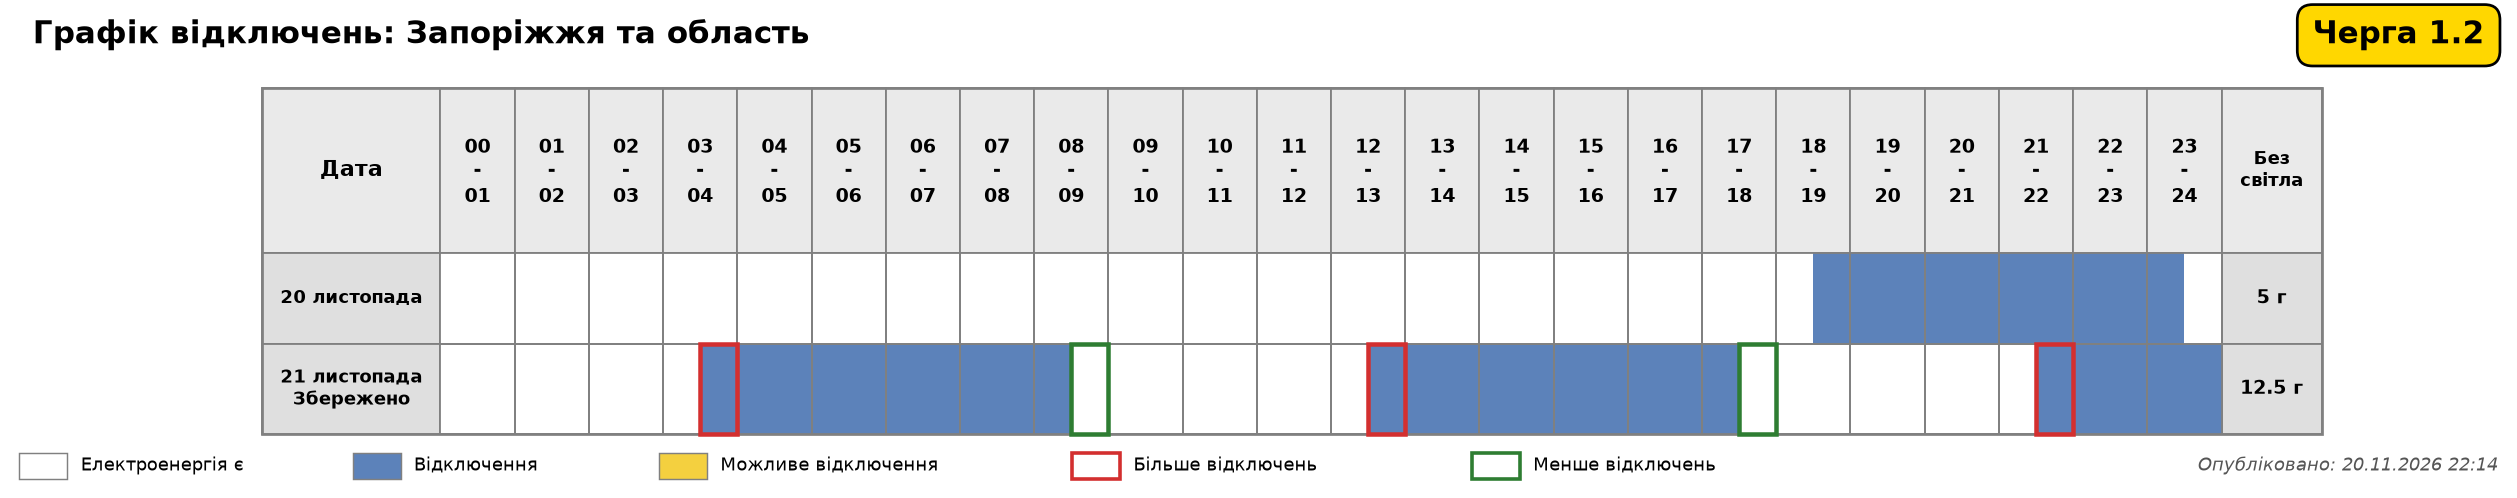 Графік відключень: Запоріжжя та область
Черга 1.2
Дата 00 - 01 01 - 02 02 - 03 03 - 04 04 - 05 05 - 06 06 - 07 07 - 08 08 - 09 09 - 10 10 - 11 11 - 12 12 - 13 13 - 14 14 - 15 15 - 16 16 - 17 17 - 18 18 - 19 19 - 20 20 - 21 21 - 22 22 - 23 23 - 24 Без світла
20 листопада 5 г
21 листопада
Збережено 12.5 г
Електроенергія є Відключення Можливе відключення Більше відключень Менше відключень
Опубліковано: 20.11.2026 22:14